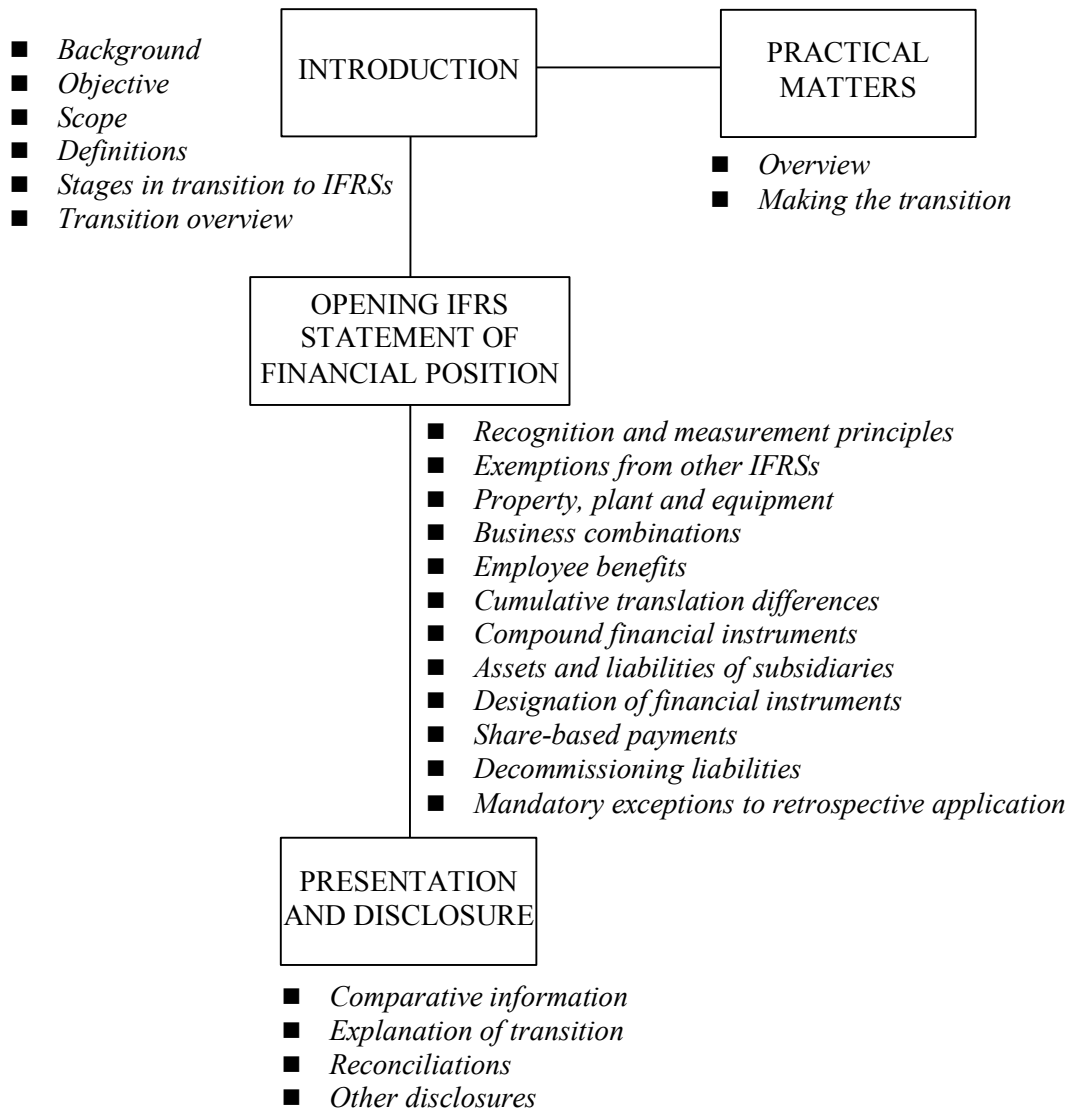 ■ Background
■ Objective
■ Scope
■ Definitions
■ Stages in transition to IFRSs
■ Transition overview
INTRODUCTION
PRACTICAL
MATTERS
■ Overview
■ Making the transition
OPENING IFRS
STATEMENT OF
FINANCIAL POSITION
■ Recognition and measurement principles
■ Exemptions from other IFRSs
■ Property, plant and equipment
■ Business combinations
■ Employee benefits
■ Cumulative translation differences
■ Compound financial instruments
■ Assets and liabilities of subsidiaries
■ Designation of financial instruments
■ Share-based payments
■ Decommissioning liabilities
■ Mandatory exceptions to retrospective application
PRESENTATION
AND DISCLOSURE
■ Comparative information
■ Explanation of transition
■ Reconciliations
■ Other disclosures